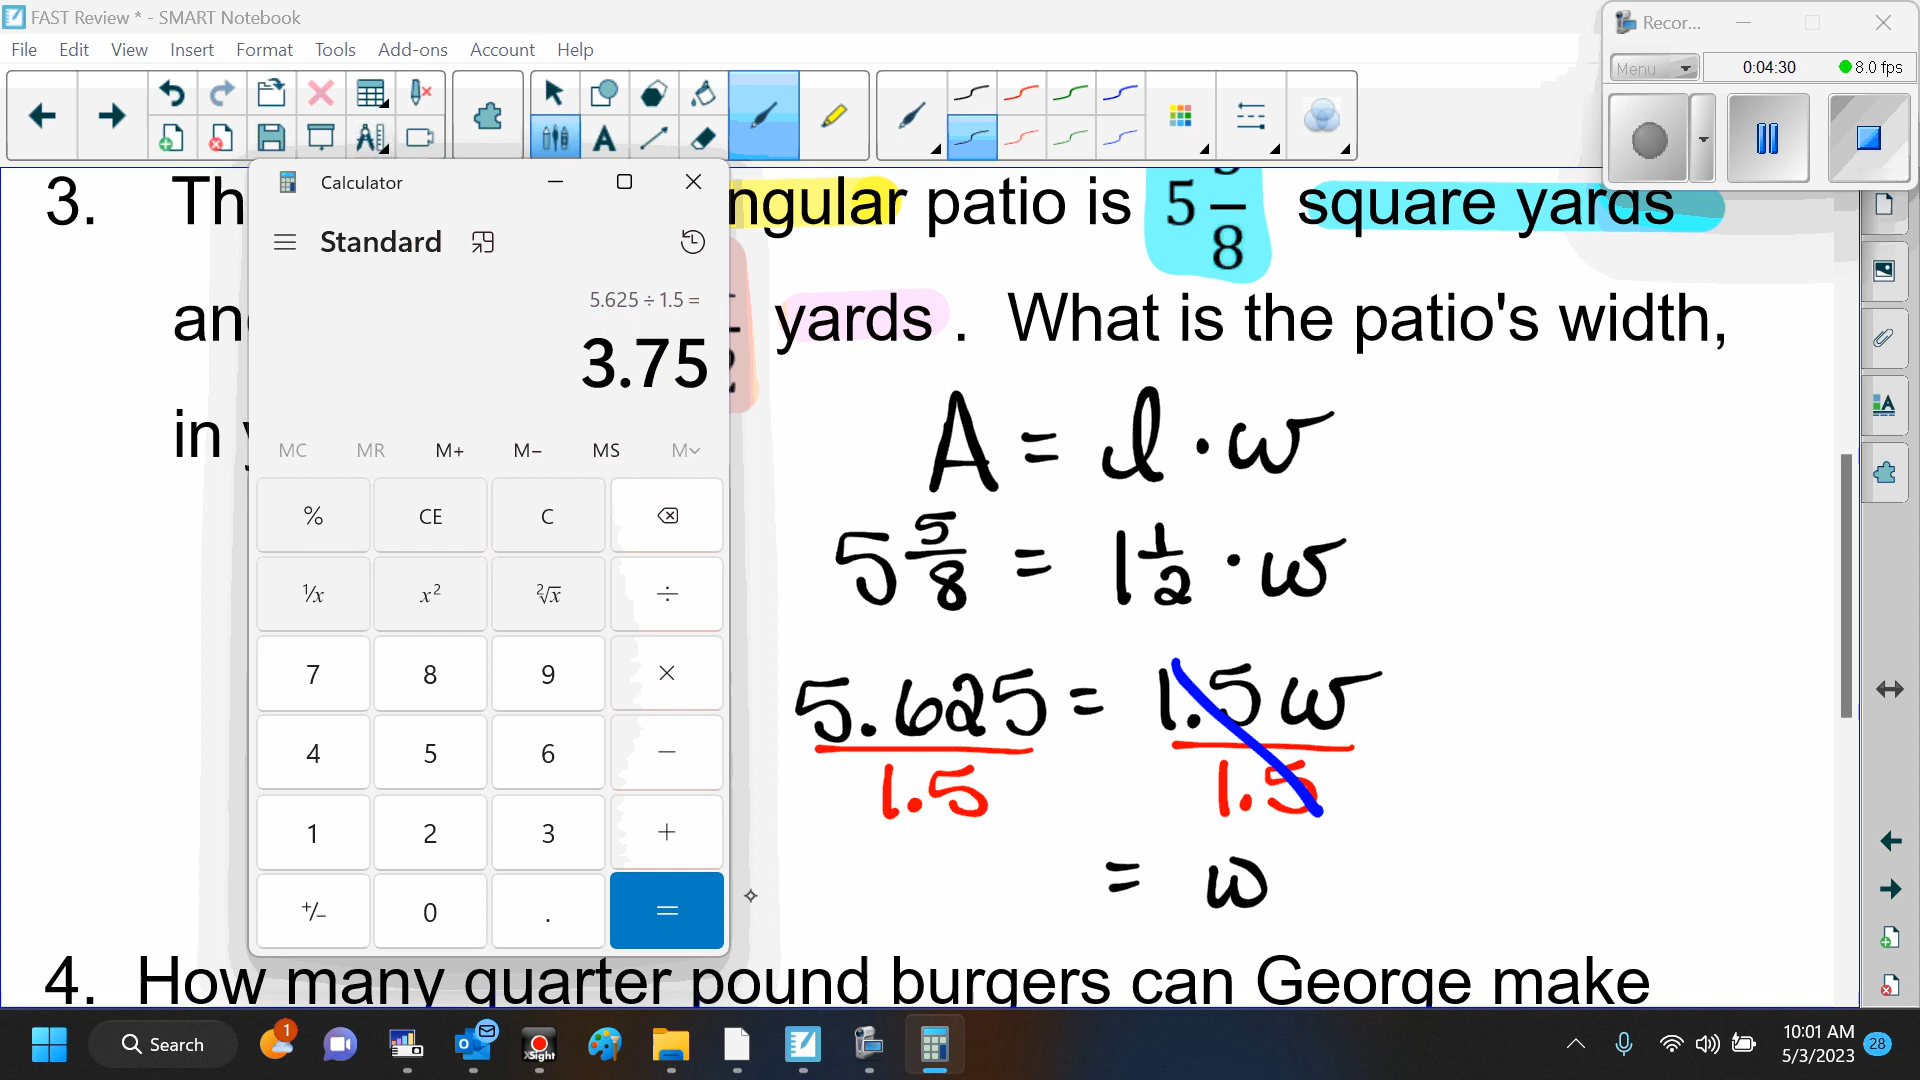 FAST Review * - SMART Notebook
File Edit View Insert Format Tools Add-ons Account Help
Recor...
Menu 0:04:30 8.0 fps
3. Th ngular patio is 5 5/8 square yards
an 2 yards . What is the patio's width,
in y
Calculator
Standard
5.625 ÷ 1.5 =
3.75
MC MR M+ M− MS M
% CE C
¹/x x² ²√x ÷
7 8 9 ×
4 5 6 −
1 2 3 +
+/− 0 . =
A = l · w
5 5/8 = 1 1/2 · w
5.625 = 1.5 w
1.5 1.5
= w
4. How many quarter pound burgers can George make
Search
1
XSight
10:01 AM
5/3/2023
28